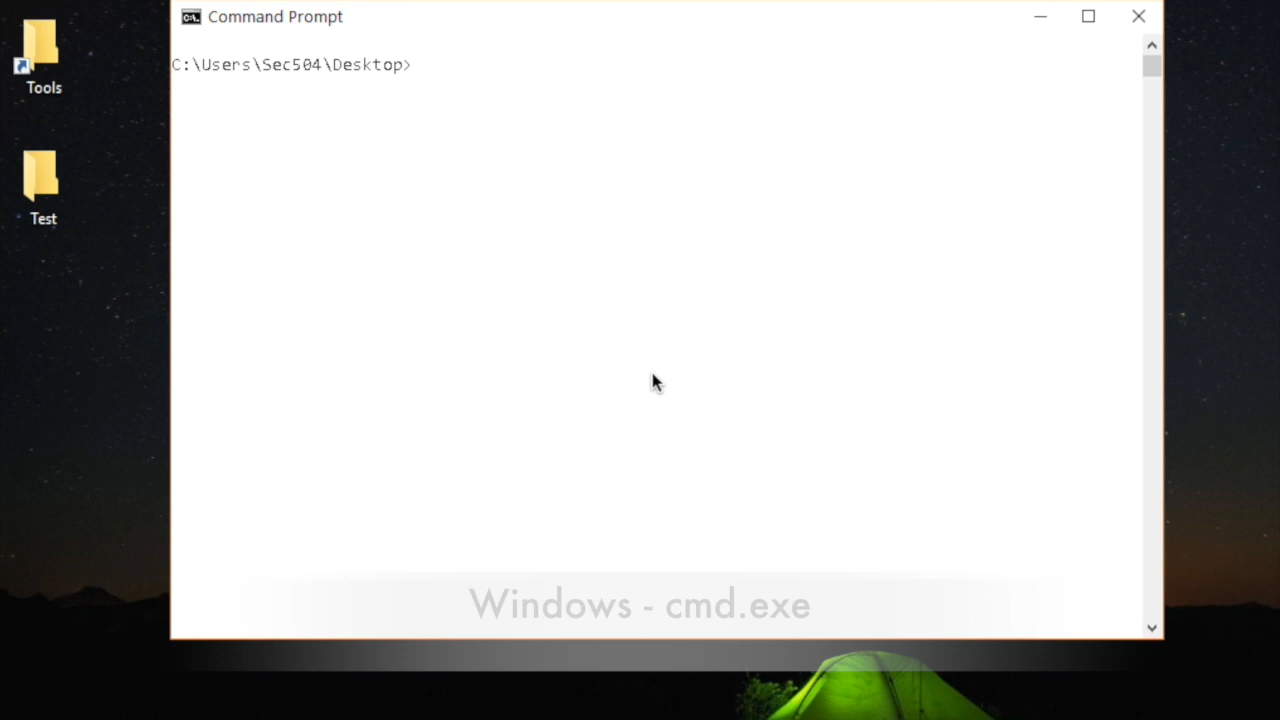 Command Prompt
C:\Users\Sec504\Desktop>
Tools
Test
Windows - cmd.exe